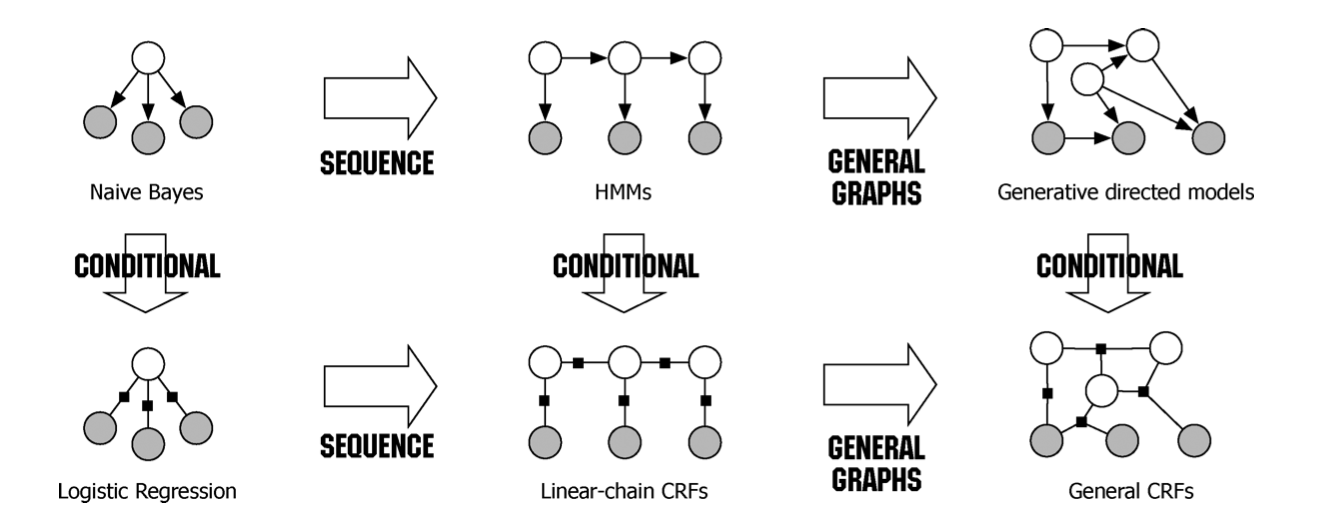 SEQUENCE
GENERAL
GRAPHS
Naive Bayes
HMMs
Generative directed models
CONDITIONAL
CONDITIONAL
CONDITIONAL
SEQUENCE
GENERAL
GRAPHS
Logistic Regression
Linear-chain CRFs
General CRFs